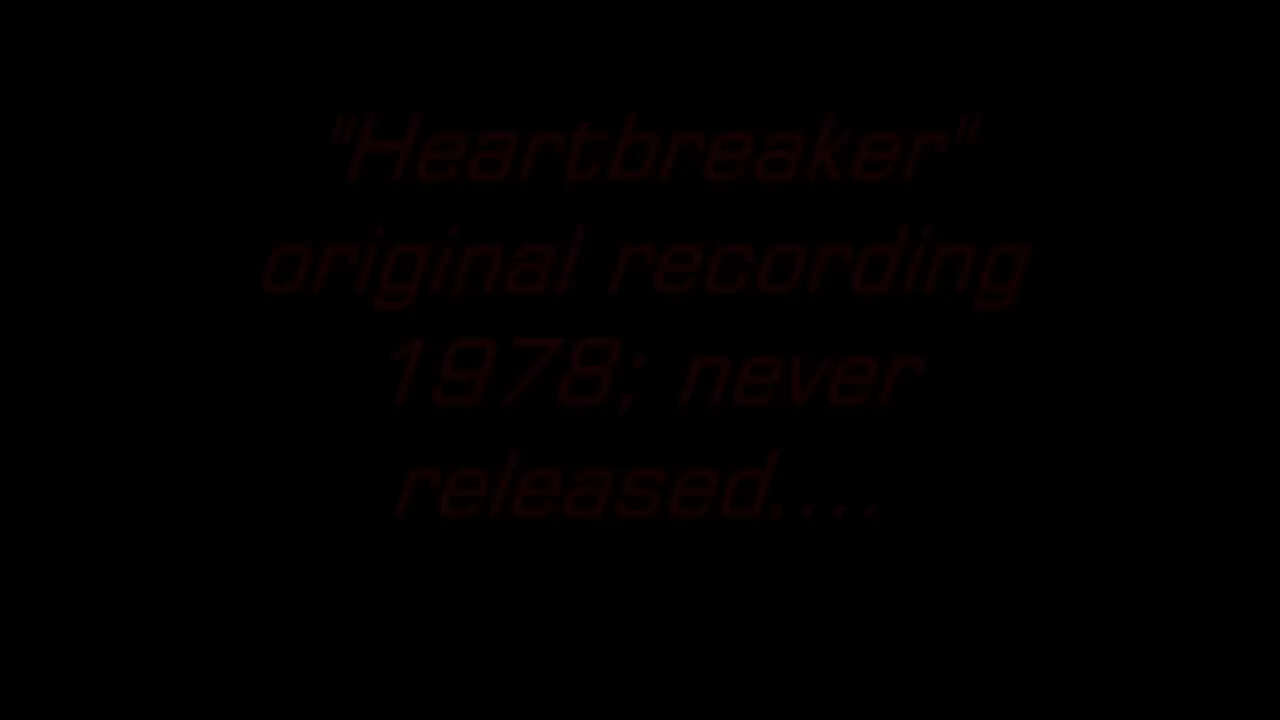 "Heartbreaker"
original recording
1978; never
released....